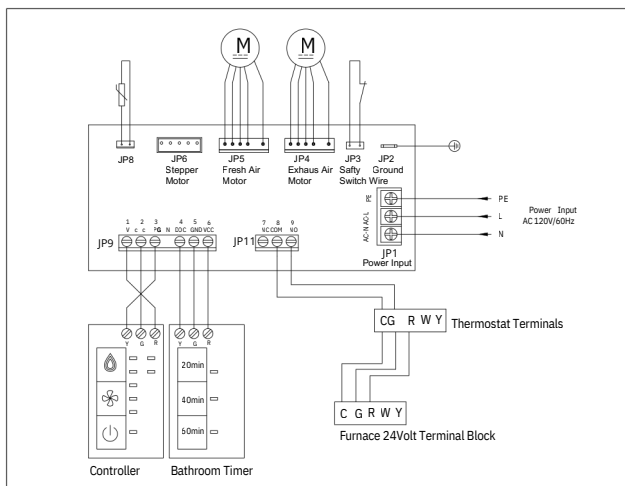 M M
JP8
JP6
Stepper
Motor
JP5
Fresh Air
Motor
JP4
Exhaus Air
Motor
JP3
Safty
Switch
JP2
Ground
Wire
PE
AC-L
AC-N
JP1
Power Input
PE
L
N
Power Input
AC 120V/60Hz
1 2 3 4 5 6
V c c PG N DOC GND VCC
JP9
7 8 9
NC COM NO
JP11
Y G R
Y G R
20min
40min
60min
Controller
Bathroom Timer
CG R W Y
Thermostat Terminals
C G R W Y
Furnace 24Volt Terminal Block